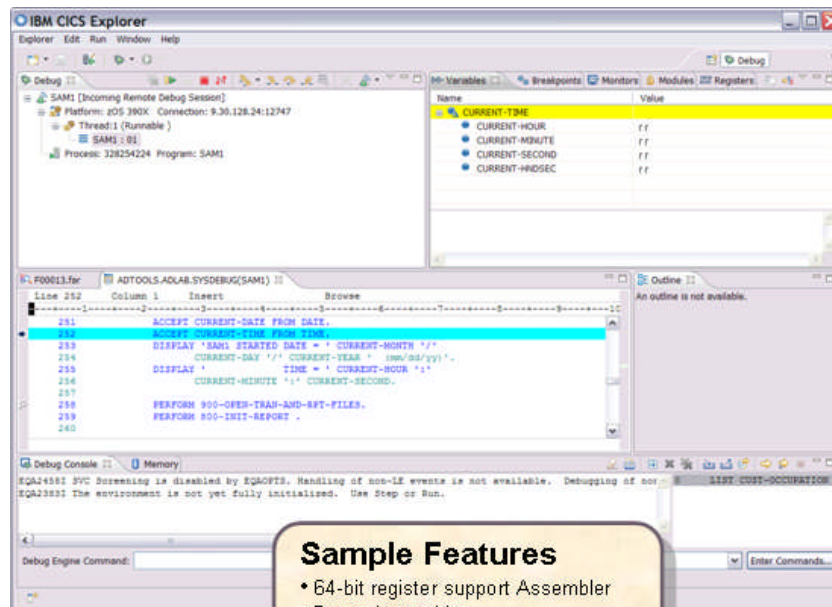 IBM CICS Explorer
Explorer Edit Run Window Help
Debug
Debug
SAM1 [Incoming Remote Debug Session]
Platform: zOS 390X Connection: 9.30.128.24:12747
Thread:1 (Runnable )
SAM1 : 01
Process: 328254224 Program: SAM1
Variables Breakpoints Monitors Modules Registers
Name Value
CURRENT-TIME
CURRENT-HOUR
CURRENT-MINUTE
CURRENT-SECOND
CURRENT-HNDSEC
F00013.far ADTOOLS.ADLAB.SYSDEBUG(SAM1)
Line 252 Column 1 Insert Browse
251 ACCEPT CURRENT-DATE FROM DATE.
252 ACCEPT CURRENT-TIME FROM TIME.
253 DISPLAY 'SAM1 STARTED DATE = ' CURRENT-MONTH '/'
254 CURRENT-DAY '/' CURRENT-YEAR ' (mm/dd/yy)'.
255 DISPLAY ' TIME = ' CURRENT-HOUR ':'
256 CURRENT-MINUTE ':' CURRENT-SECOND.
257
258 PERFORM 900-OPEN-TRAN-AND-RPT-FILES.
259 PERFORM 800-INIT-REPORT .
260
Outline
An outline is not available.
Debug Console Memory
EQA2458I SVC Screening is disabled by EQAOPTS. Handling of non-LE events is not available. Debugging of
EQA2383I The environment is not yet fully initialized. Use Step or Run.
LIST CUST-OCCUPATION
Debug Engine Command:
Enter Commands...
Sample Features
• 64-bit register support Assembler